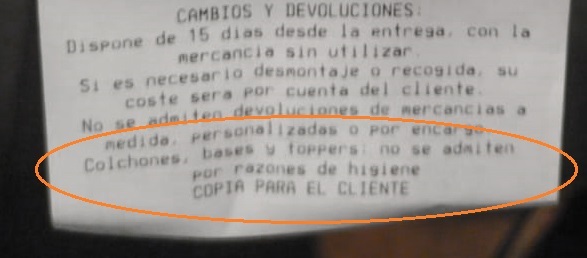 CAMBIOS Y DEVOLUCIONES:
Dispone de 15 dias desde la entrega, con la
mercancia sin utilizar.
Si es necesario desmontaje o recogida, su
coste sera por cuenta del cliente.
No se admiten devoluciones de mercancias a
medida, personalizadas o por encargo
Colchones, bases y toppers: no se admiten
por razones de higiene
COPIA PARA EL CLIENTE